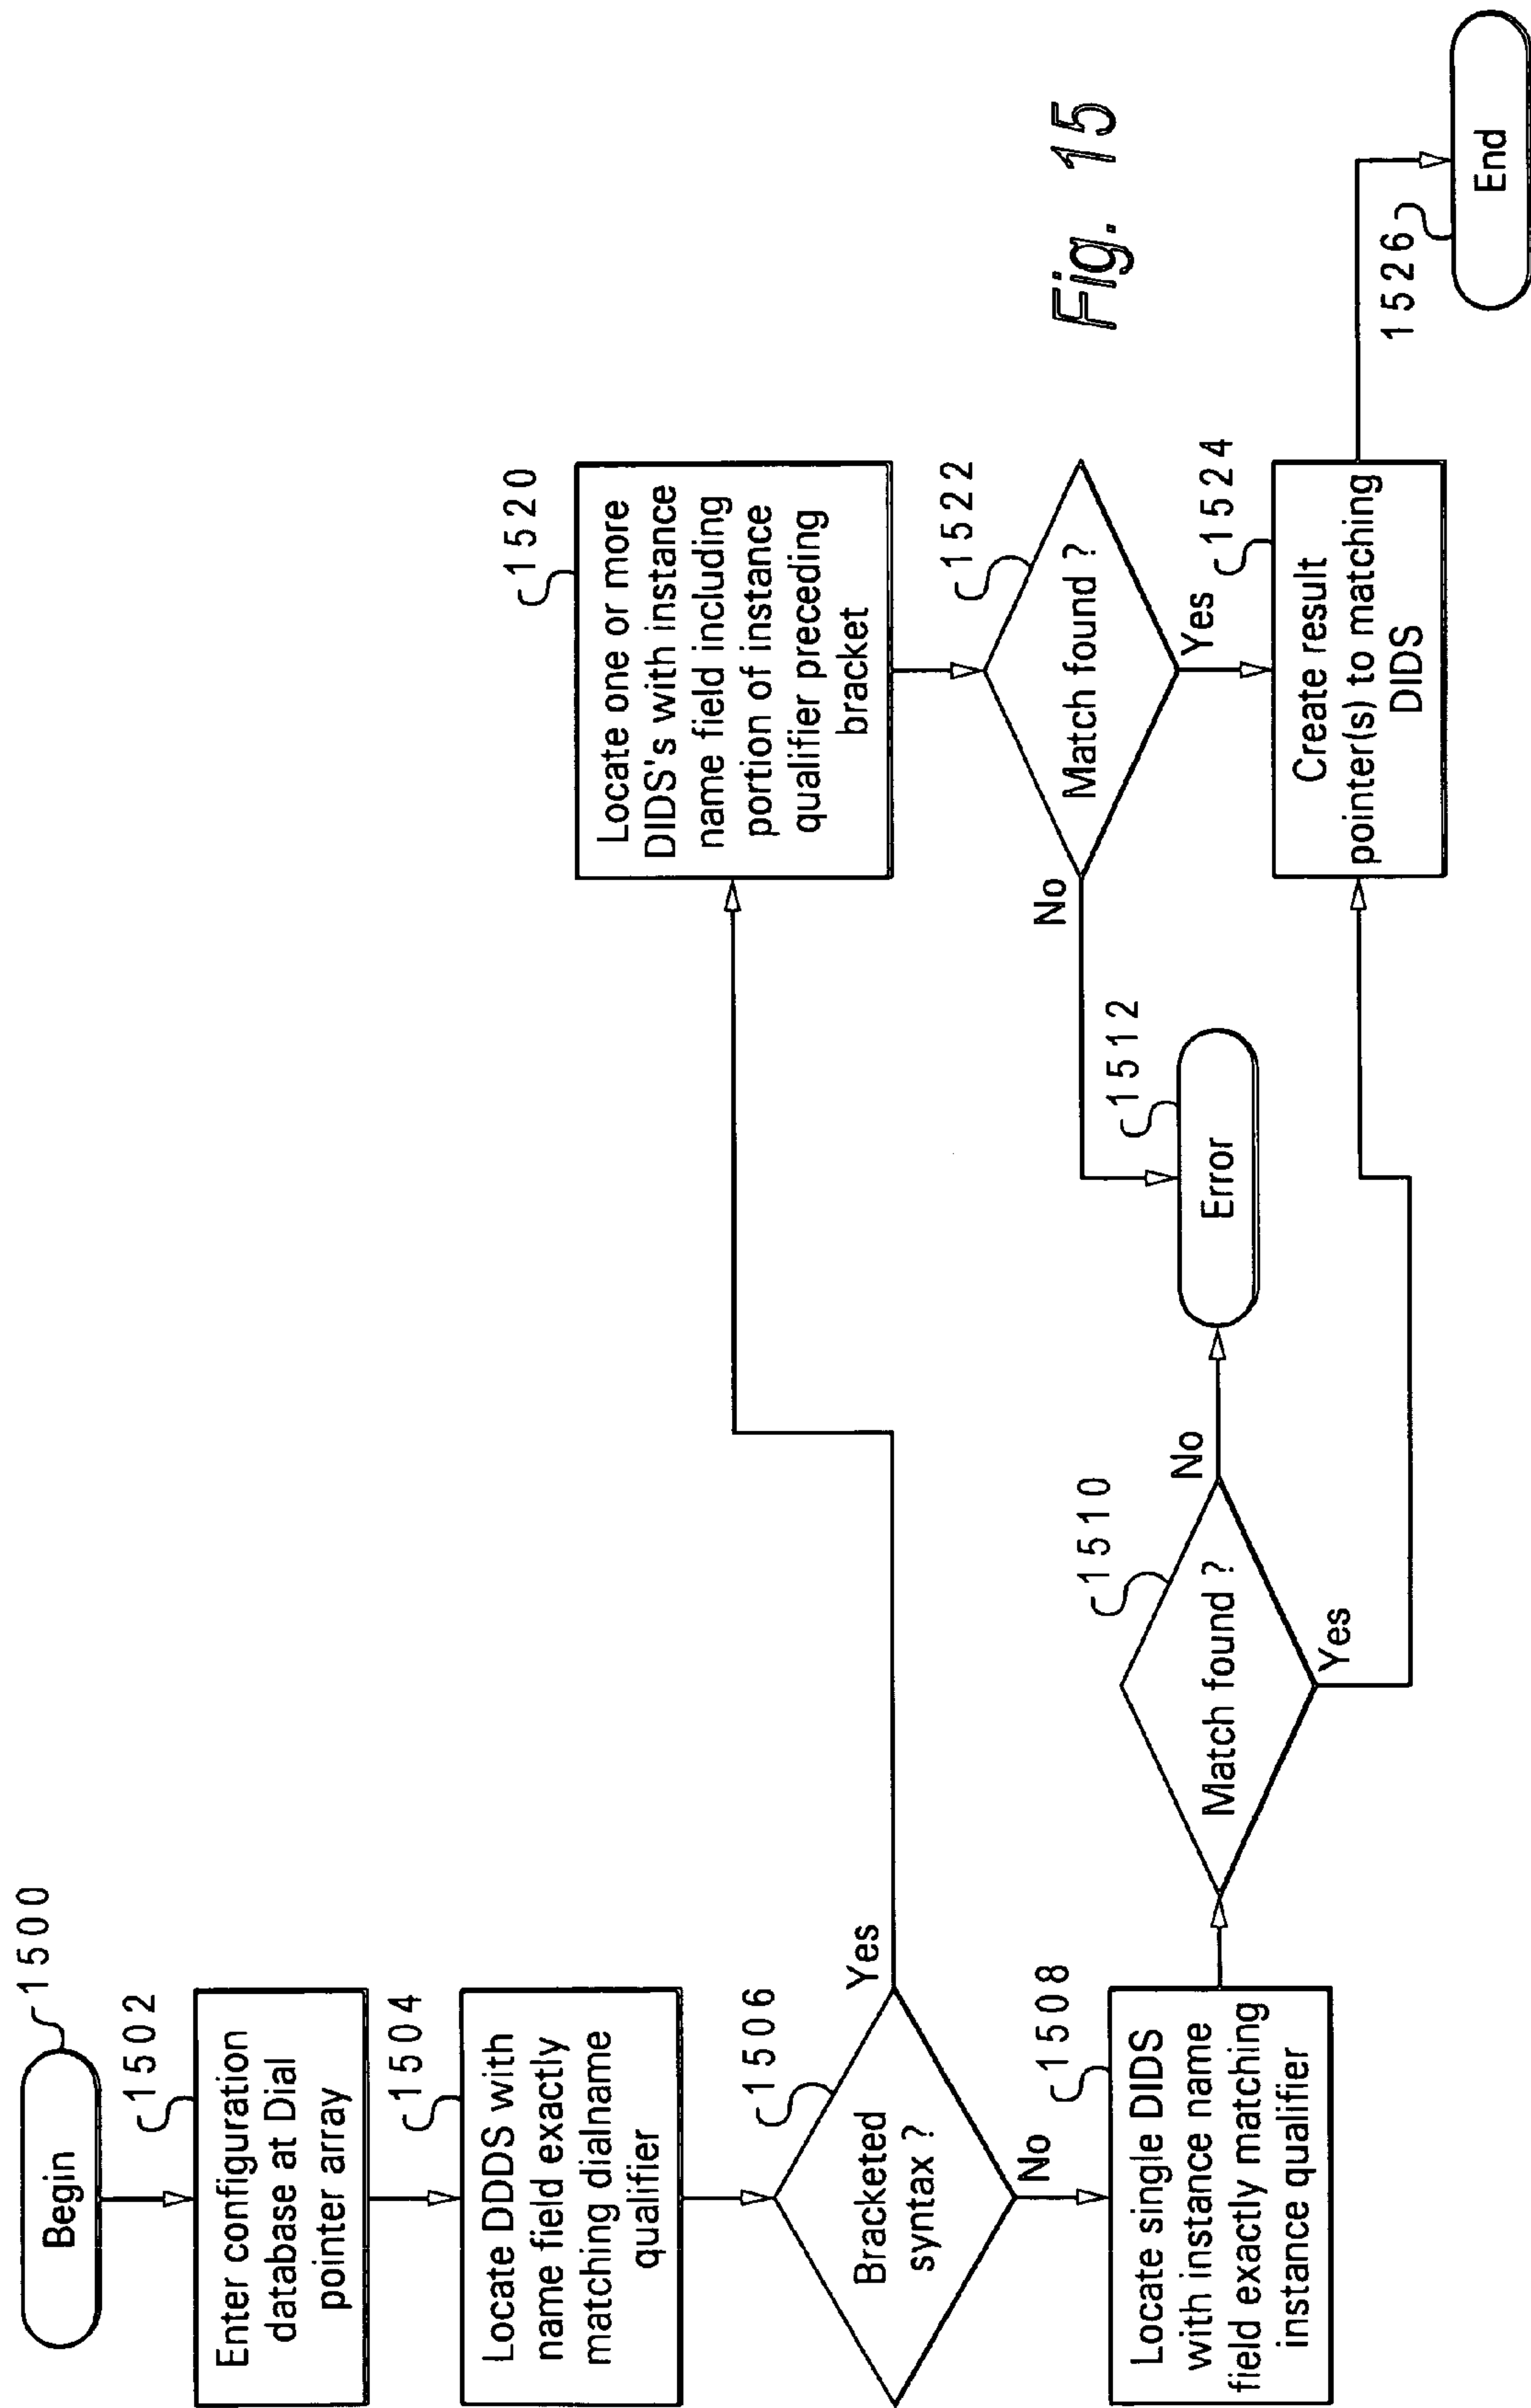 Begin
1500
Enter configuration
database at Dial
pointer array
1502
Locate DDDS with
name field exactly
matching dialname
qualifier
1504
Bracketed
syntax ?
1506
Yes
No
Locate single DIDS
with instance name
field exactly matching
instance qualifier
1508
Match found ?
1510
No
Yes
Error
1512
Locate one or more
DIDS's with instance
name field including
portion of instance
qualifier preceding
bracket
1520
Match found ?
1522
No
Yes
Create result
pointer(s) to matching
DIDS
1524
End
1526
Fig. 15